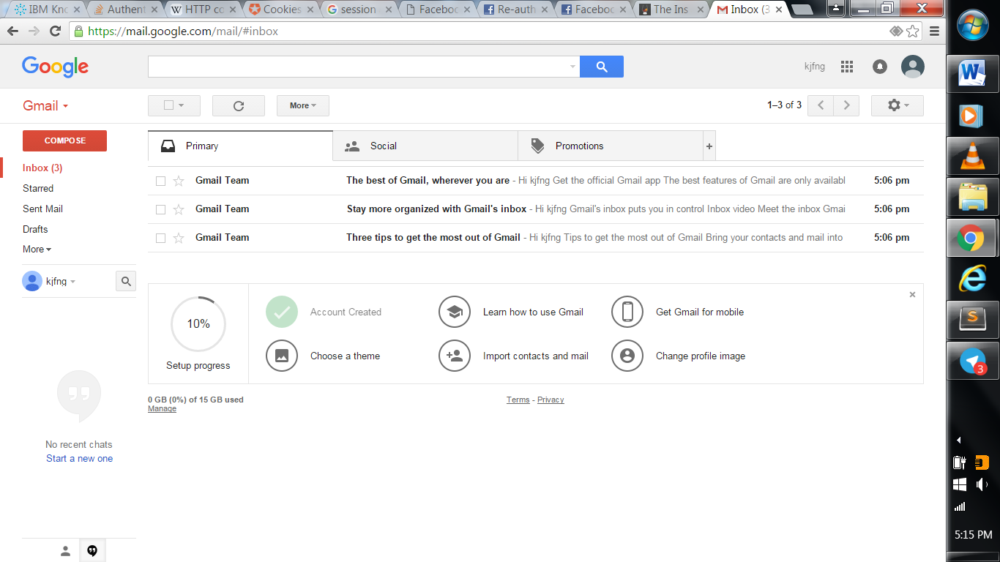 IBM Kno
Authent
HTTP co
Cookies
session
Faceboo
Re-auth
Faceboo
The Ins
Inbox (3
https://mail.google.com/mail/#inbox
Google
kjfng
Gmail
More
1–3 of 3
COMPOSE
Primary
Social
Promotions
+
Inbox (3)
Starred
Sent Mail
Drafts
More
kjfng
Gmail Team The best of Gmail, wherever you are - Hi kjfng Get the official Gmail app The best features of Gmail are only availabl 5:06 pm
Gmail Team Stay more organized with Gmail's inbox - Hi kjfng Gmail's inbox puts you in control Inbox video Meet the inbox Gmai 5:06 pm
Gmail Team Three tips to get the most out of Gmail - Hi kjfng Tips to get the most out of Gmail Bring your contacts and mail into 5:06 pm
10%
Setup progress
Account Created
Learn how to use Gmail
Get Gmail for mobile
Choose a theme
Import contacts and mail
Change profile image
0 GB (0%) of 15 GB used
Manage
Terms - Privacy
No recent chats
Start a new one
3
5:15 PM